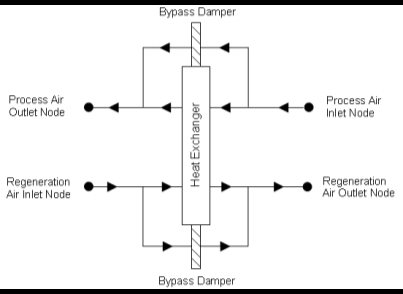 Bypass Damper
Process Air
Outlet Node
Process Air
Inlet Node
Heat Exchanger
Regeneration
Air Inlet Node
Regeneration
Air Outlet Node
Bypass Damper